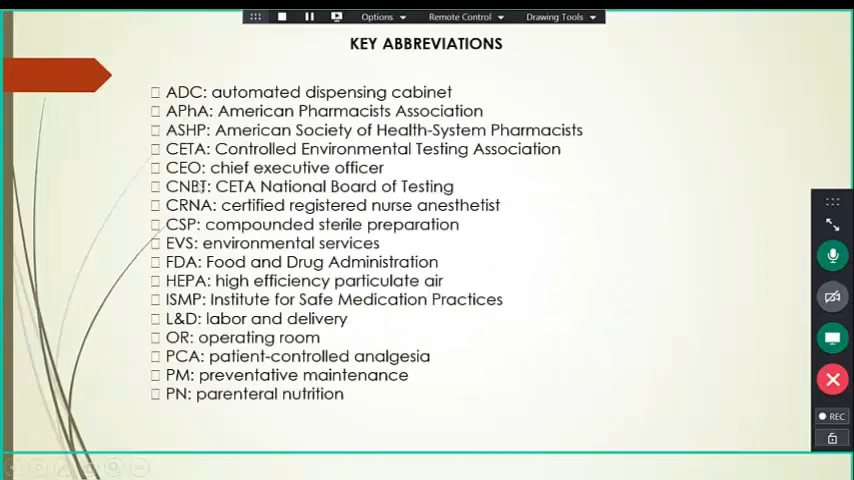 Options
Remote Control
Drawing Tools
KEY ABBREVIATIONS
ADC: automated dispensing cabinet
APhA: American Pharmacists Association
ASHP: American Society of Health-System Pharmacists
CETA: Controlled Environmental Testing Association
CEO: chief executive officer
CNBT: CETA National Board of Testing
CRNA: certified registered nurse anesthetist
CSP: compounded sterile preparation
EVS: environmental services
FDA: Food and Drug Administration
HEPA: high efficiency particulate air
ISMP: Institute for Safe Medication Practices
L&D: labor and delivery
OR: operating room
PCA: patient-controlled analgesia
PM: preventative maintenance
PN: parenteral nutrition
REC